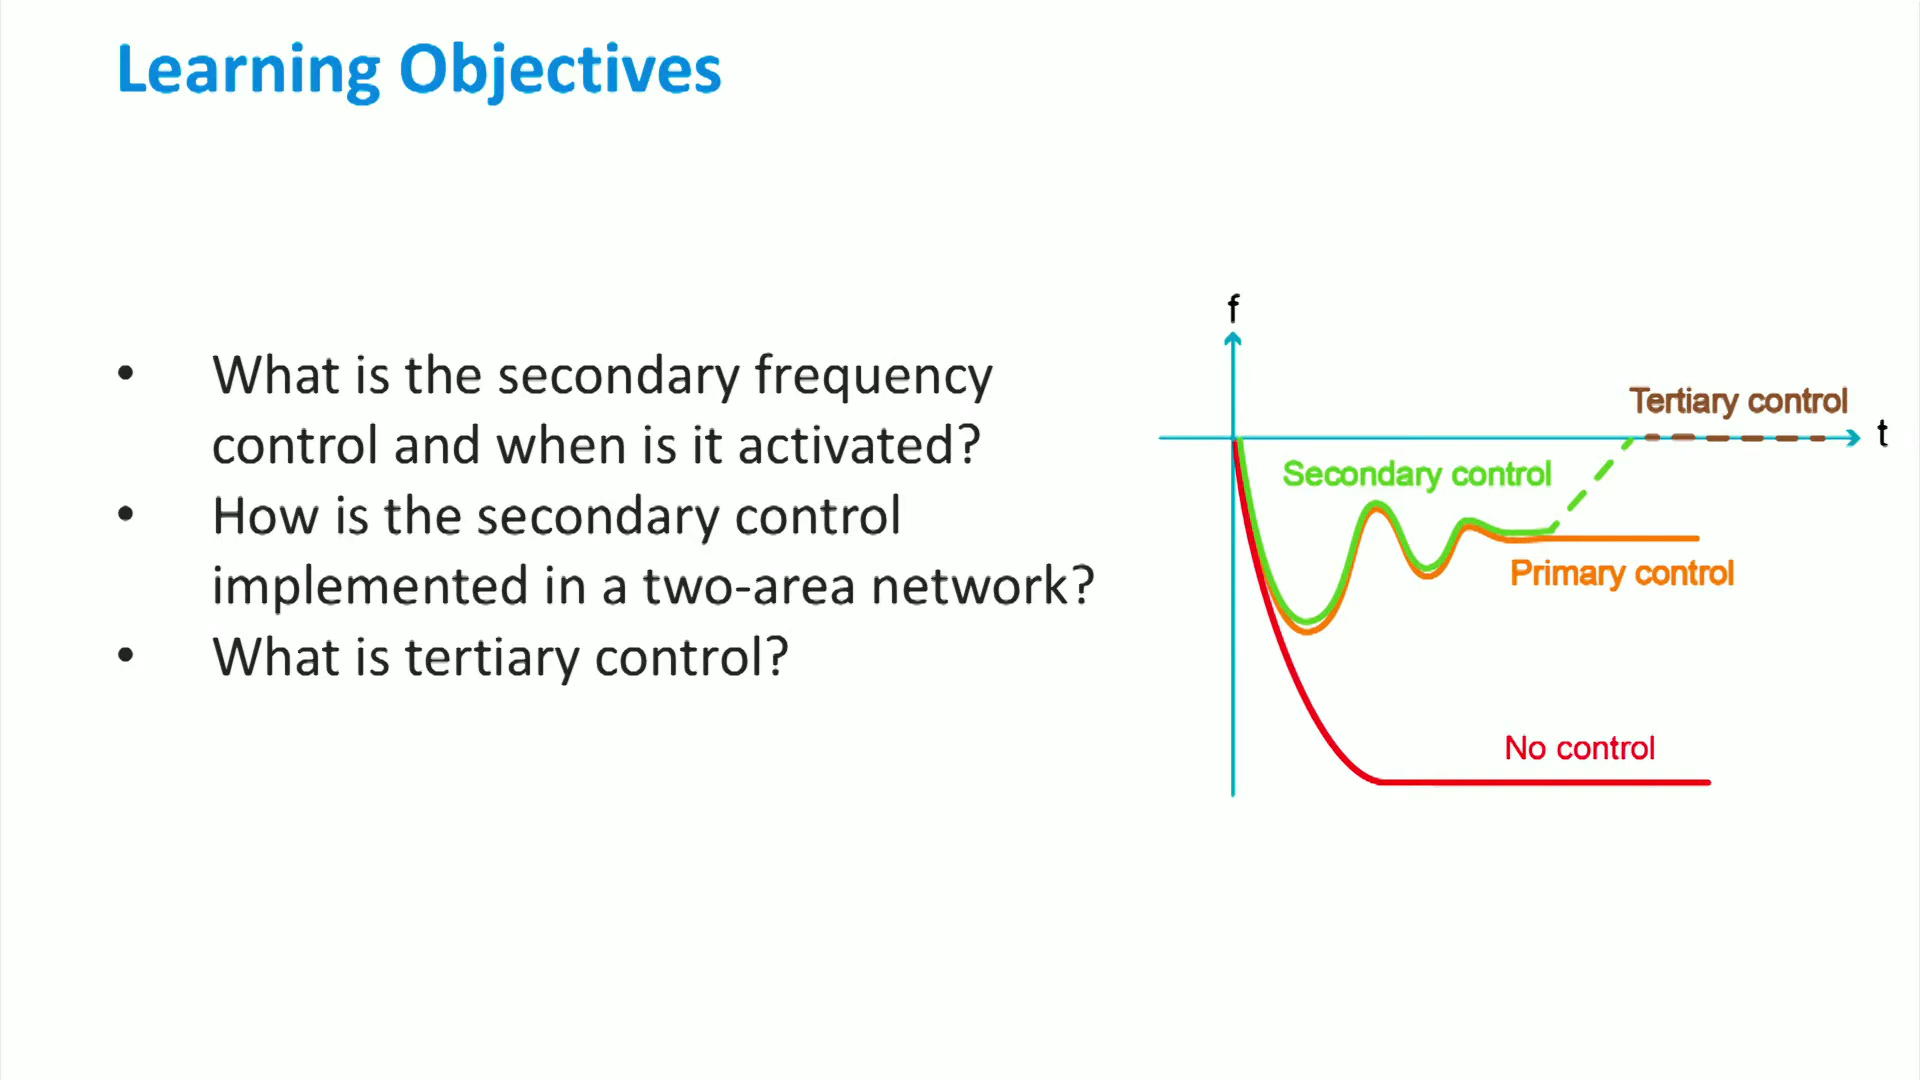 Learning Objectives
• What is the secondary frequency
control and when is it activated?
• How is the secondary control
implemented in a two-area network?
• What is tertiary control?
f
Tertiary control
t
Secondary control
Primary control
No control